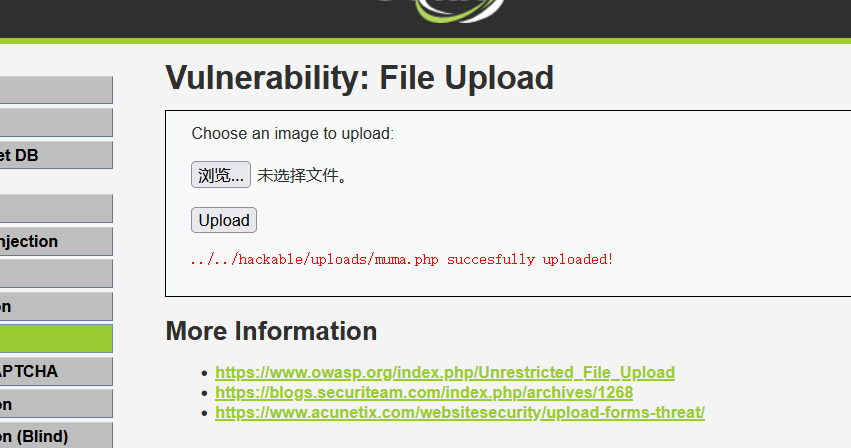 Vulnerability: File Upload
Choose an image to upload:
浏览... 未选择文件。
et DB
Upload
njection
../../hackable/uploads/muma.php succesfully uploaded!
on
More Information
APTCHA
https://www.owasp.org/index.php/Unrestricted_File_Upload
https://blogs.securiteam.com/index.php/archives/1268
on
https://www.acunetix.com/websitesecurity/upload-forms-threat/
on (Blind)